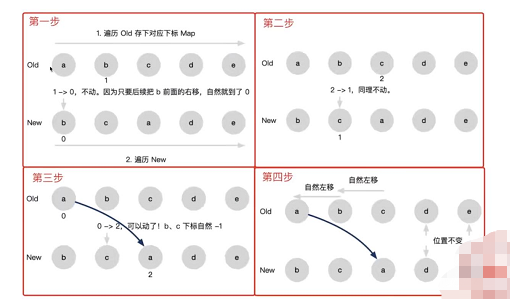 第一步
1. 遍历 Old 存下对应下标 Map
Old a b c d e
1
1 -> 0，不动。因为只要后续把 b 前面的右移，自然就到了 0
New b c a d e
0
2. 遍历 New
第二步
Old a b c d e
2
2 -> 1，同理不动。
New b c a d e
1
第三步
Old a b c d e
0
0 -> 2，可以动了！b、c 下标自然 -1
New b c a d e
2
第四步
自然左移
自然左移
Old a b c d e
位置不变
New b c a d